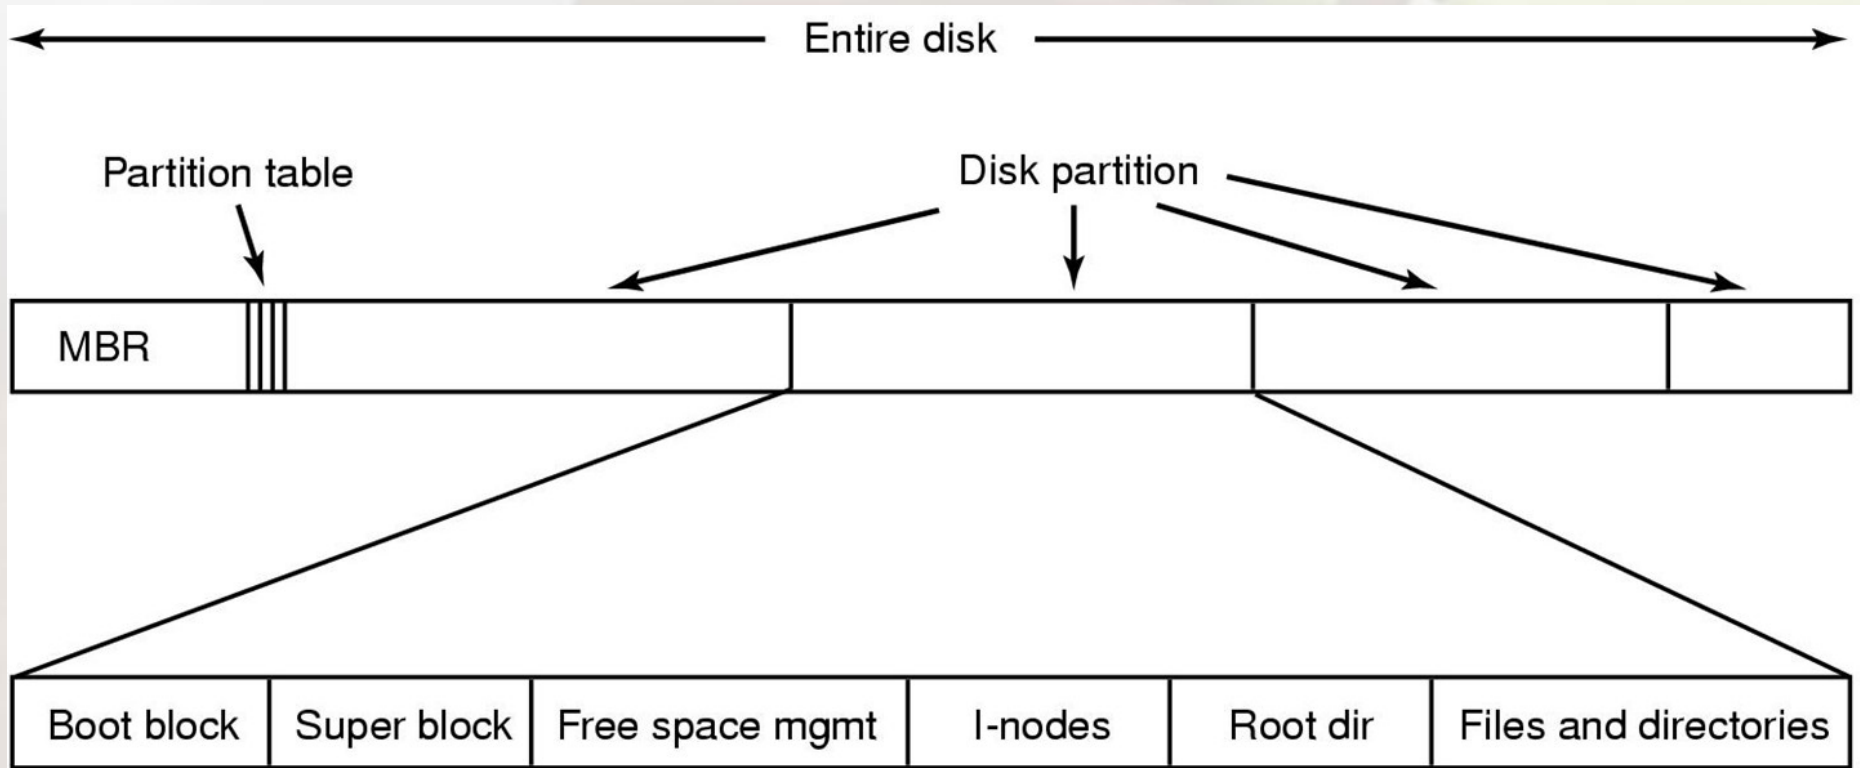 Entire disk
Partition table
Disk partition
MBR
Boot block
Super block
Free space mgmt
I-nodes
Root dir
Files and directories